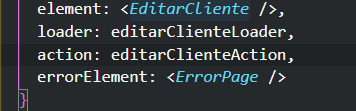 element: <EditarCliente />,
loader: editarClienteLoader,
action: editarClienteAction,
errorElement: <ErrorPage />
}